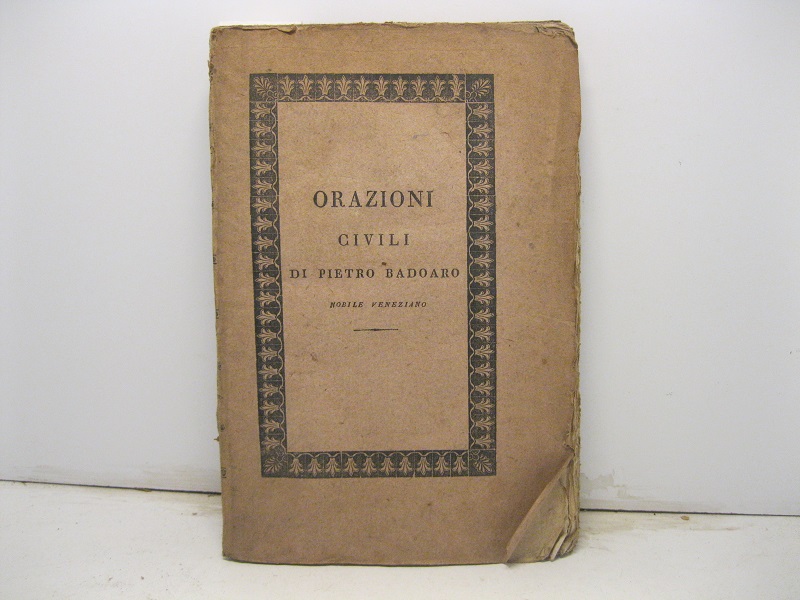 ORAZIONI
CIVILI
DI PIETRO BADOARO
NOBILE VENEZIANO